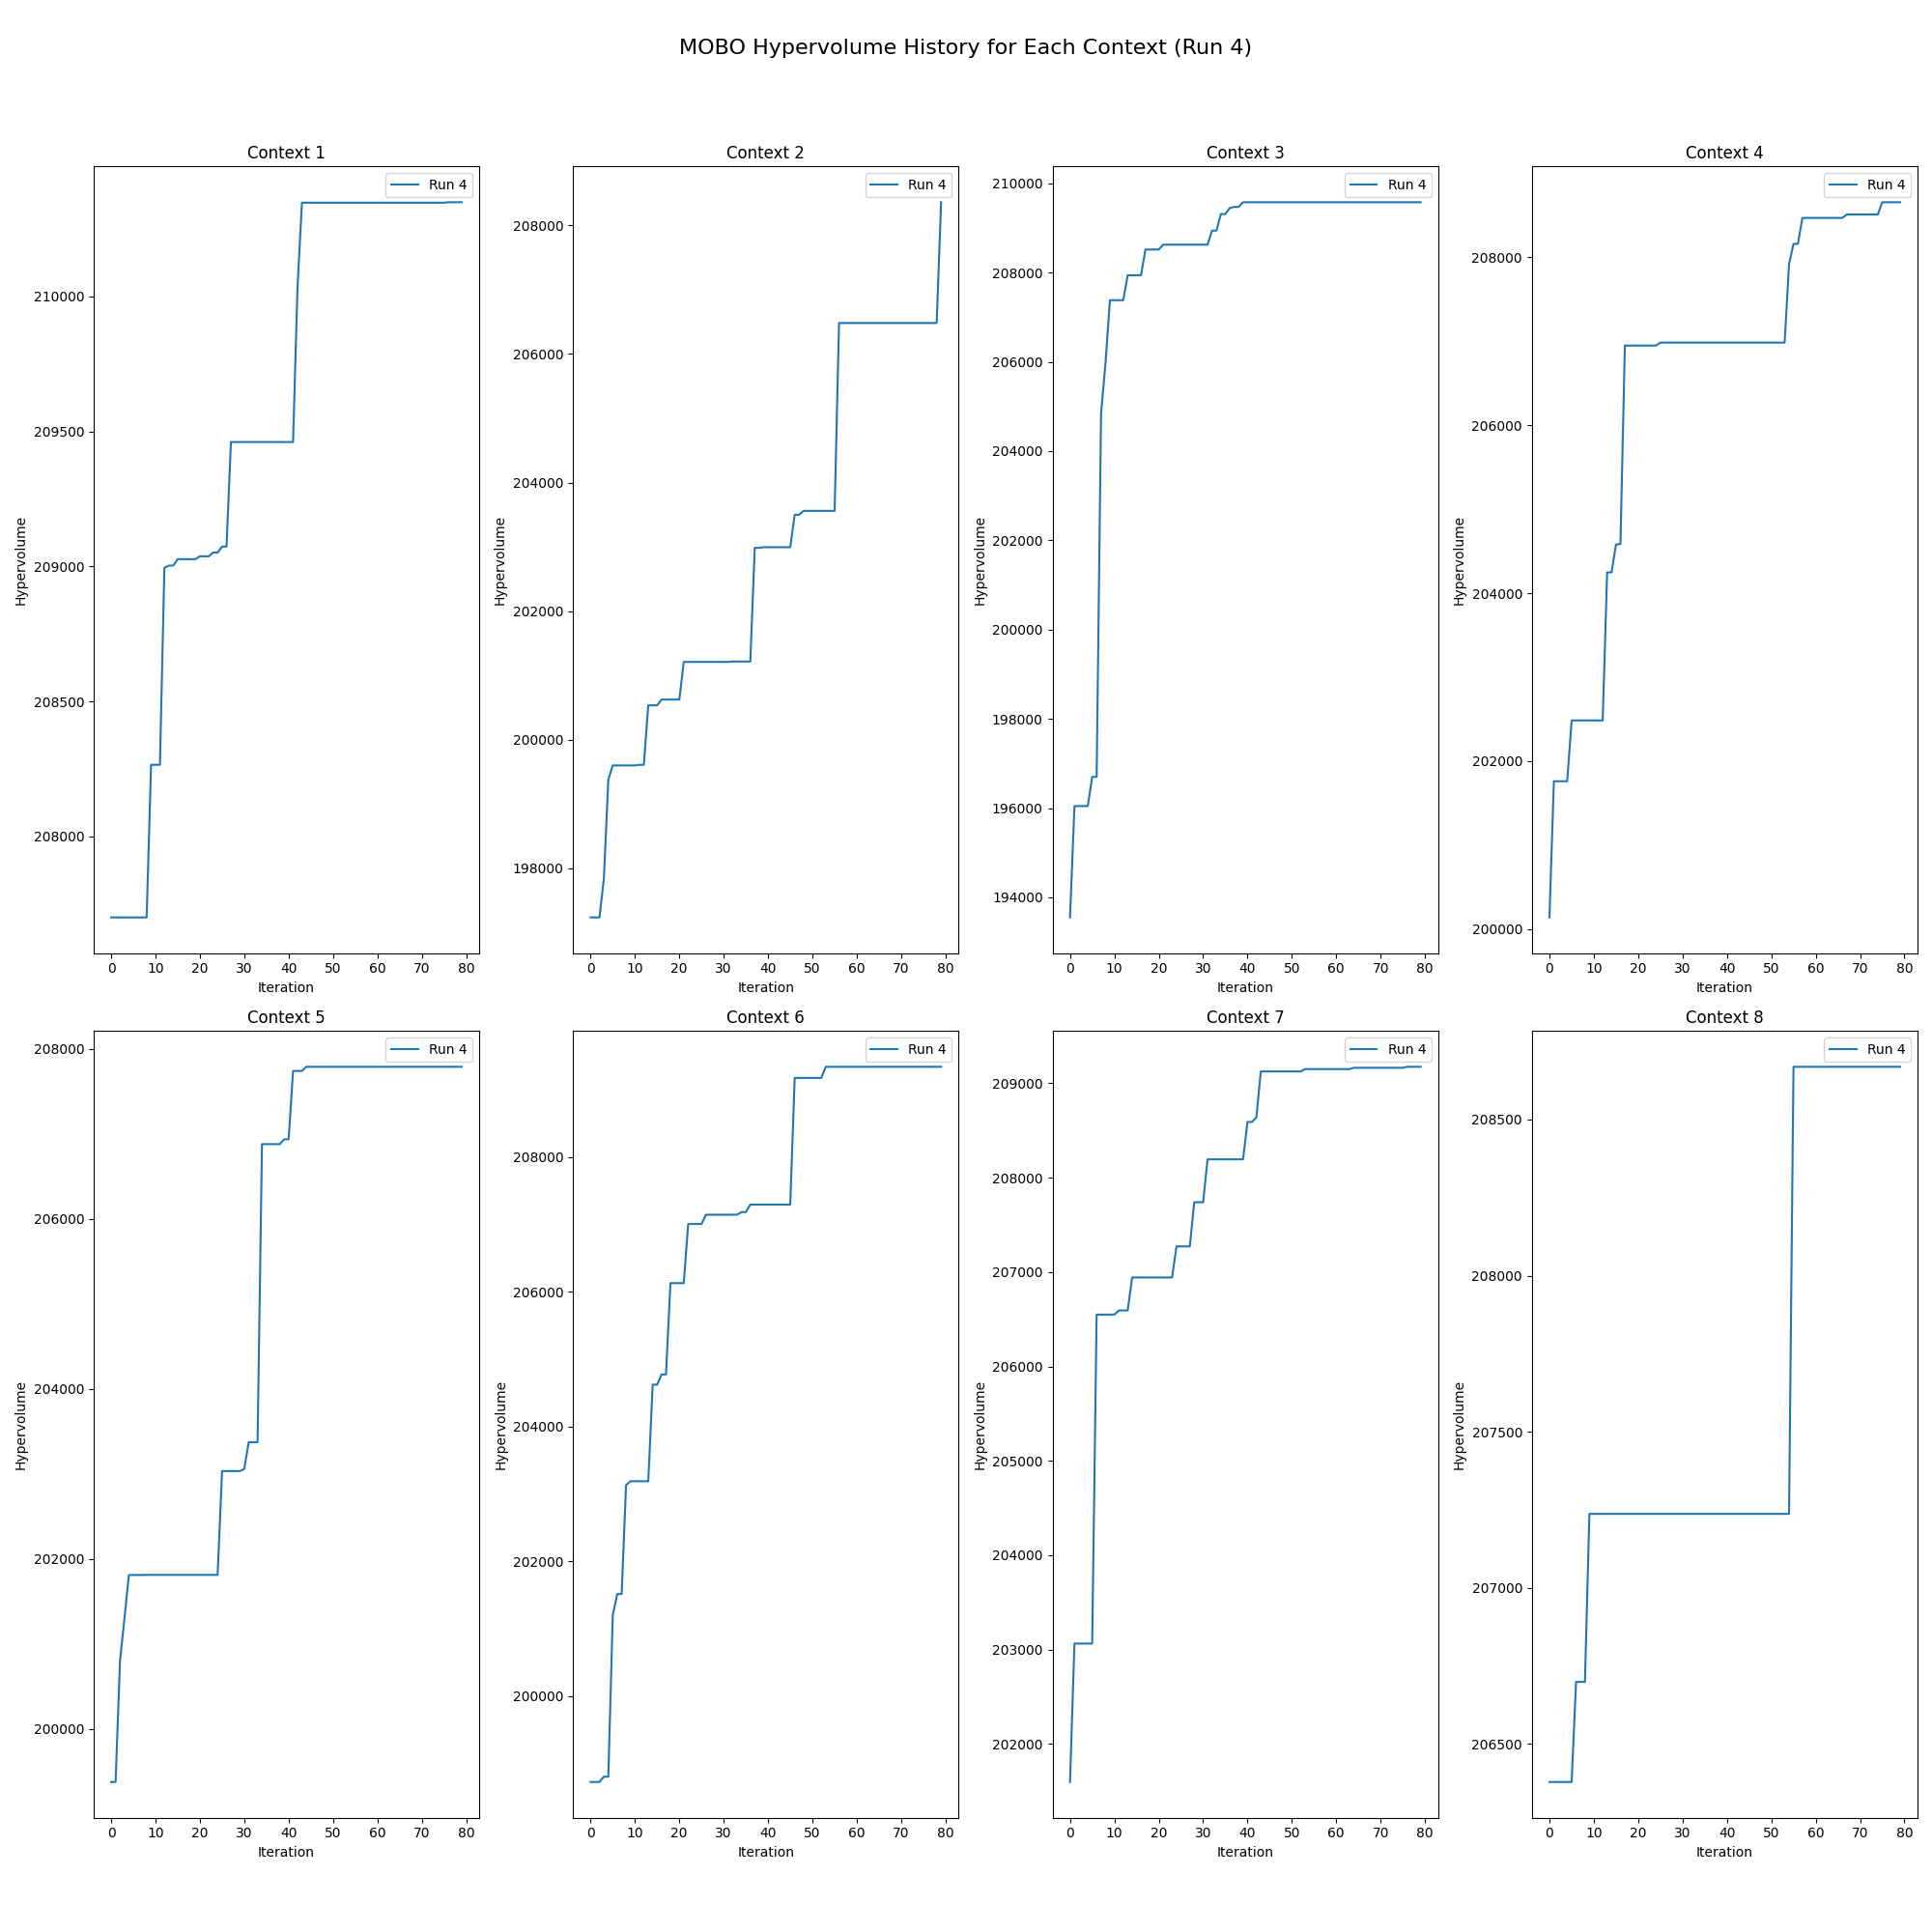 MOBO Hypervolume History for Each Context (Run 4)
Context 1
Run 4
210000
209500
209000
208500
208000
Hypervolume
0 10 20 30 40 50 60 70 80
Iteration
Context 2
Run 4
208000
206000
204000
202000
200000
198000
Hypervolume
0 10 20 30 40 50 60 70 80
Iteration
Context 3
Run 4
210000
208000
206000
204000
202000
200000
198000
196000
194000
Hypervolume
0 10 20 30 40 50 60 70 80
Iteration
Context 4
Run 4
208000
206000
204000
202000
200000
Hypervolume
0 10 20 30 40 50 60 70 80
Iteration
Context 5
Run 4
208000
206000
204000
202000
200000
Hypervolume
0 10 20 30 40 50 60 70 80
Iteration
Context 6
Run 4
208000
206000
204000
202000
200000
Hypervolume
0 10 20 30 40 50 60 70 80
Iteration
Context 7
Run 4
209000
208000
207000
206000
205000
204000
203000
202000
Hypervolume
0 10 20 30 40 50 60 70 80
Iteration
Context 8
Run 4
208500
208000
207500
207000
206500
Hypervolume
0 10 20 30 40 50 60 70 80
Iteration